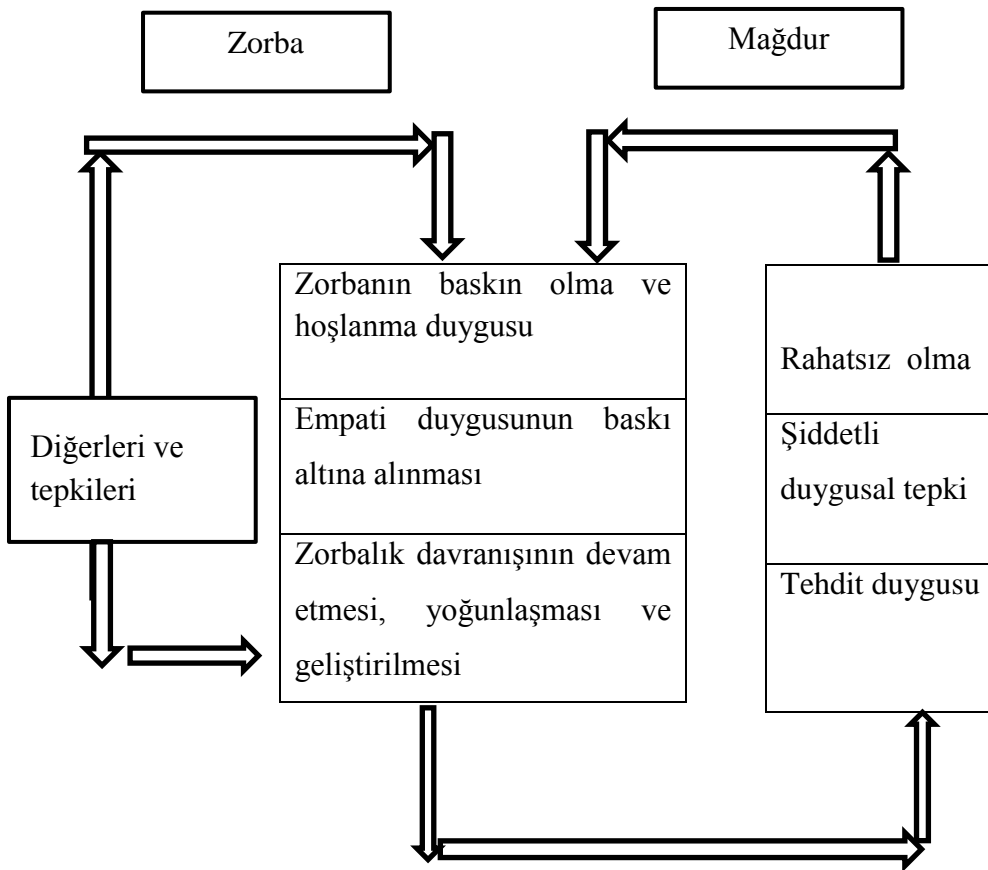 Zorba
Mağdur
Zorbanın baskın olma ve
hoşlanma duygusu
Empati duygusunun baskı
altına alınması
Zorbalık davranışının devam
etmesi, yoğunlaşması ve
geliştirilmesi
Diğerleri ve
tepkileri
Rahatsız olma
Şiddetli
duygusal tepki
Tehdit duygusu